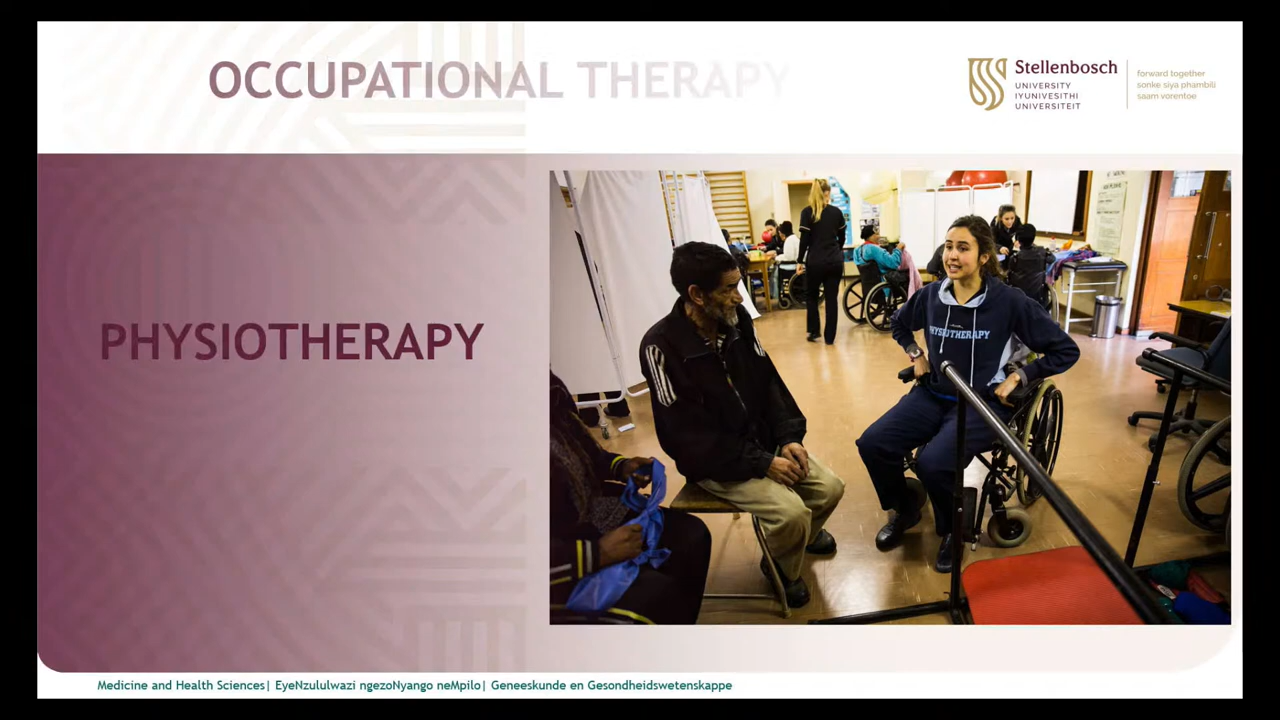 OCCUPATIONAL THERAPY
Stellenbosch
UNIVERSITY
IYUNIVESITHI
UNIVERSITEIT
forward together
sonke siya phambili
saam vorentoe
PHYSIOTHERAPY
PHYSIOTHERAPY
Medicine and Health Sciences| EyeNzululwazi ngezoNyango neMpilo| Geneeskunde en Gesondheidswetenskappe